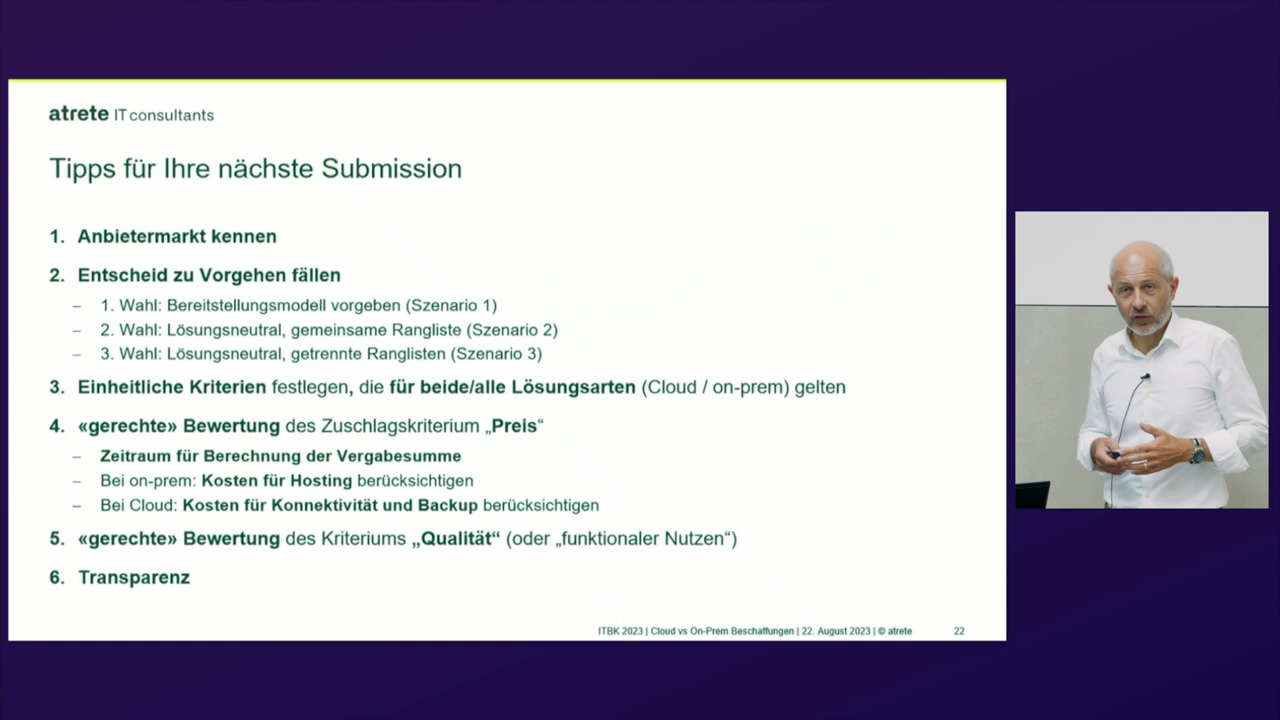 atrete IT consultants
Tipps für Ihre nächste Submission
1. Anbietermarkt kennen
2. Entscheid zu Vorgehen fällen
– 1. Wahl: Bereitstellungsmodell vorgeben (Szenario 1)
– 2. Wahl: Lösungsneutral, gemeinsame Rangliste (Szenario 2)
– 3. Wahl: Lösungsneutral, getrennte Ranglisten (Szenario 3)
3. Einheitliche Kriterien festlegen, die für beide/alle Lösungsarten (Cloud / on-prem) gelten
4. «gerechte» Bewertung des Zuschlagskriterium „Preis“
– Zeitraum für Berechnung der Vergabesumme
– Bei on-prem: Kosten für Hosting berücksichtigen
– Bei Cloud: Kosten für Konnektivität und Backup berücksichtigen
5. «gerechte» Bewertung des Kriteriums „Qualität“ (oder „funktionaler Nutzen“)
6. Transparenz
ITBK 2023 | Cloud vs On-Prem Beschaffungen | 22. August 2023 | © atrete 22